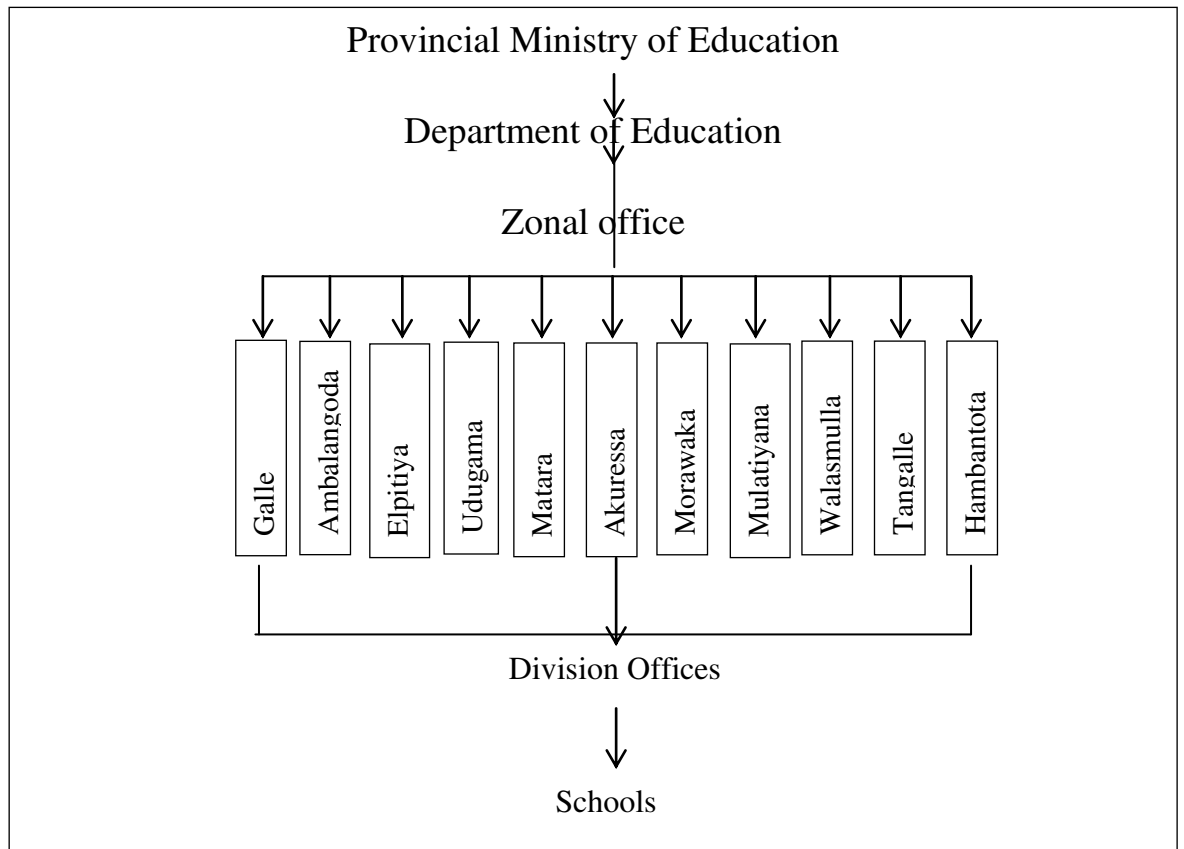 Provincial Ministry of Education
Department of Education
Zonal office
Galle
Ambalangoda
Elpitiya
Udugama
Matara
Akuressa
Morawaka
Mulatiyana
Walasmulla
Tangalle
Hambantota
Division Offices
Schools